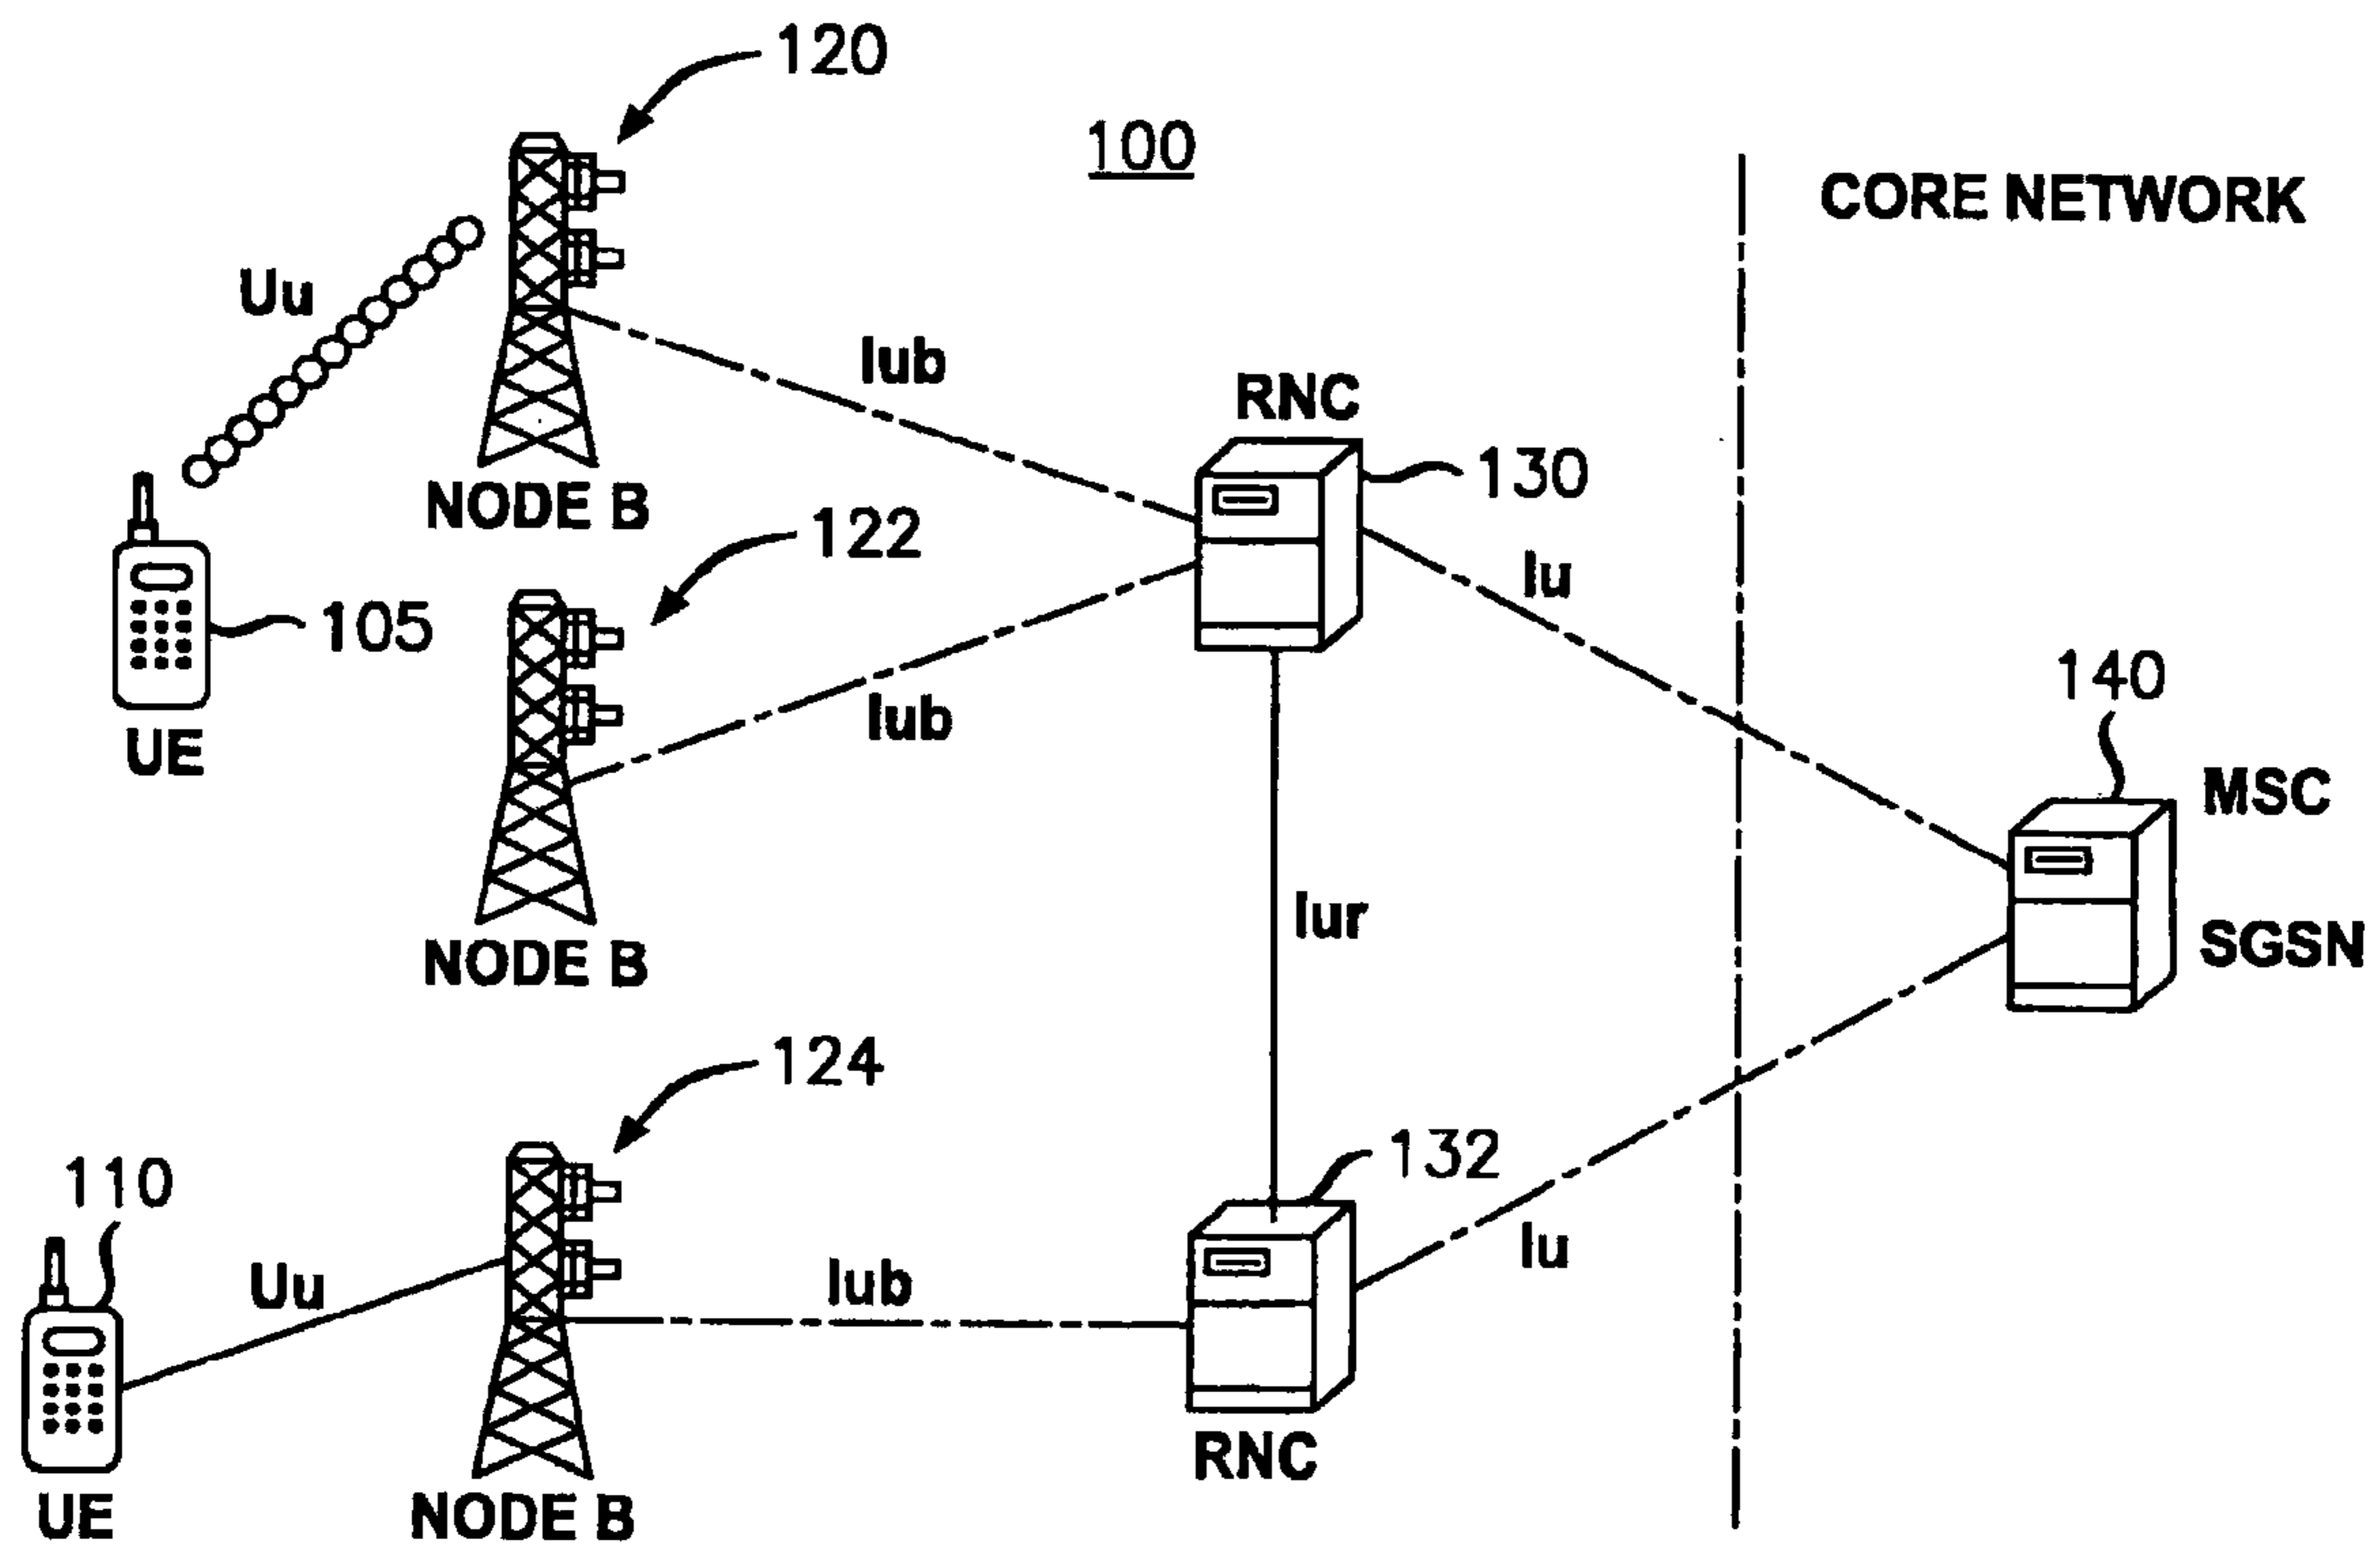 120
100
CORE NETWORK
Uu
Iub
RNC
130
NODE B
122
Iu
105
140
Iub
UE
MSC
Iur
SGSN
NODE B
124
132
110
Iu
Uu
Iub
RNC
UE
NODE B